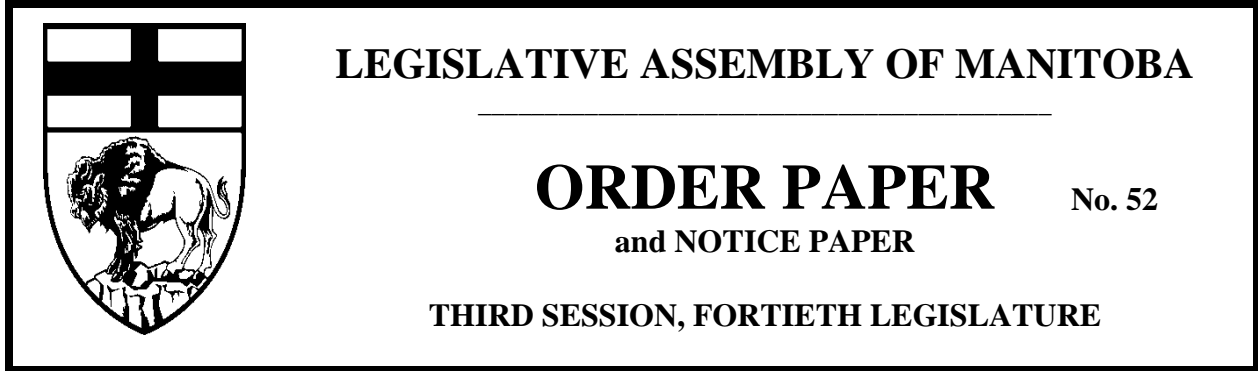 LEGISLATIVE ASSEMBLY OF MANITOBA
ORDER PAPER No. 52
and NOTICE PAPER
THIRD SESSION, FORTIETH LEGISLATURE